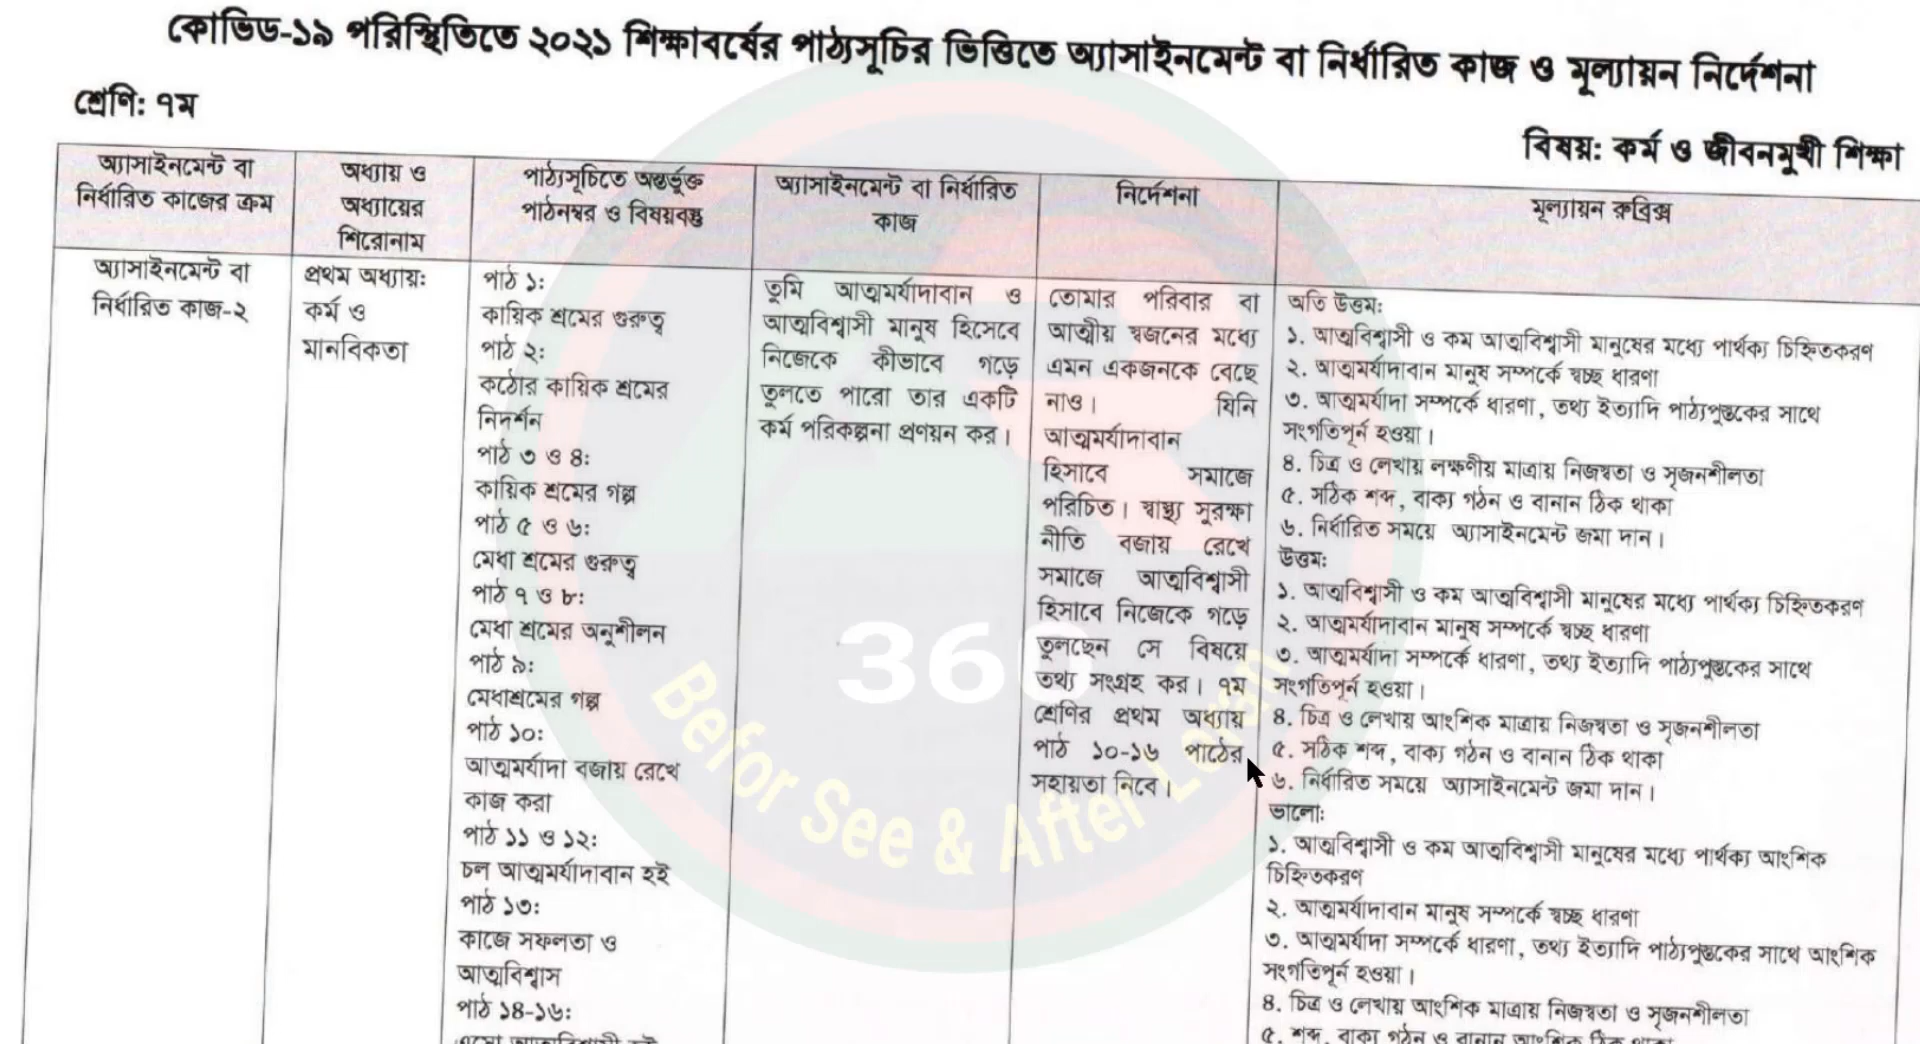 কোভিড-১৯ পরিস্থিতিতে ২০২১ শিক্ষাবর্ষের পাঠ্যসূচির ভিত্তিতে অ্যাসাইনমেন্ট বা নির্ধারিত কাজ ও মূল্যায়ন নির্দেশনা
শ্রেণি: ৭ম
বিষয়: কর্ম ও জীবনমুখী শিক্ষা
অ্যাসাইনমেন্ট বা
নির্ধারিত কাজের ক্রম
অধ্যায় ও
অধ্যায়ের
শিরোনাম
পাঠ্যসূচিতে অন্তর্ভুক্ত
পাঠনম্বর ও বিষয়বস্তু
অ্যাসাইনমেন্ট বা নির্ধারিত
কাজ
নির্দেশনা
মূল্যায়ন রুব্রিক্স
অ্যাসাইনমেন্ট বা
নির্ধারিত কাজ-২
প্রথম অধ্যায়:
কর্ম ও
মানবিকতা
পাঠ ১:
কায়িক শ্রমের গুরুত্ব
পাঠ ২:
কঠোর কায়িক শ্রমের
নিদর্শন
পাঠ ৩ ও ৪:
কায়িক শ্রমের গল্প
পাঠ ৫ ও ৬:
মেধা শ্রমের গুরুত্ব
পাঠ ৭ ও ৮:
মেধা শ্রমের অনুশীলন
পাঠ ৯:
মেধাশ্রমের গল্প
পাঠ ১০:
আত্মমর্যাদা বজায় রেখে
কাজ করা
পাঠ ১১ ও ১২:
চল আত্মমর্যাদাবান হই
পাঠ ১৩:
কাজে সফলতা ও
আত্মবিশ্বাস
পাঠ ১৪-১৬:
তুমি আত্মমর্যাদাবান ও
আত্মবিশ্বাসী মানুষ হিসেবে
নিজেকে কীভাবে গড়ে
তুলতে পারো তার একটি
কর্ম পরিকল্পনা প্রণয়ন কর।
তোমার পরিবার বা
আত্মীয় স্বজনের মধ্যে
এমন একজনকে বেছে
নাও। যিনি
আত্মমর্যাদাবান
হিসাবে সমাজে
পরিচিত। স্বাস্থ্য সুরক্ষা
নীতি বজায় রেখে
সমাজে আত্মবিশ্বাসী
হিসাবে নিজেকে গড়ে
তুলছেন সে বিষয়ে
তথ্য সংগ্রহ কর। ৭ম
শ্রেণির প্রথম অধ্যায়
পাঠ ১০-১৬ পাঠের
সহায়তা নিবে।
অতি উত্তম:
১. আত্মবিশ্বাসী ও কম আত্মবিশ্বাসী মানুষের মধ্যে পার্থক্য চিহ্নিতকরণ
২. আত্মমর্যাদাবান মানুষ সম্পর্কে স্বচ্ছ ধারণা
৩. আত্মমর্যাদা সম্পর্কে ধারণা, তথ্য ইত্যাদি পাঠ্যপুস্তকের সাথে
সংগতিপূর্ন হওয়া।
৪. চিত্র ও লেখায় লক্ষণীয় মাত্রায় নিজস্বতা ও সৃজনশীলতা
৫. সঠিক শব্দ, বাক্য গঠন ও বানান ঠিক থাকা
৬. নির্ধারিত সময়ে অ্যাসাইনমেন্ট জমা দান।
উত্তম:
১. আত্মবিশ্বাসী ও কম আত্মবিশ্বাসী মানুষের মধ্যে পার্থক্য চিহ্নিতকরণ
২. আত্মমর্যাদাবান মানুষ সম্পর্কে স্বচ্ছ ধারণা
৩. আত্মমর্যাদা সম্পর্কে ধারণা, তথ্য ইত্যাদি পাঠ্যপুস্তকের সাথে
সংগতিপূর্ন হওয়া।
৪. চিত্র ও লেখায় আংশিক মাত্রায় নিজস্বতা ও সৃজনশীলতা
৫. সঠিক শব্দ, বাক্য গঠন ও বানান ঠিক থাকা
৬. নির্ধারিত সময়ে অ্যাসাইনমেন্ট জমা দান।
ভালো:
১. আত্মবিশ্বাসী ও কম আত্মবিশ্বাসী মানুষের মধ্যে পার্থক্য আংশিক
চিহ্নিতকরণ
২. আত্মমর্যাদাবান মানুষ সম্পর্কে স্বচ্ছ ধারণা
৩. আত্মমর্যাদা সম্পর্কে ধারণা, তথ্য ইত্যাদি পাঠ্যপুস্তকের সাথে আংশিক
সংগতিপূর্ন হওয়া।
৪. চিত্র ও লেখায় আংশিক মাত্রায় নিজস্বতা ও সৃজনশীলতা
৫. শব্দ, বাক্য গঠন ও বানান আংশিক ঠিক থাকা
360
Befor See & After